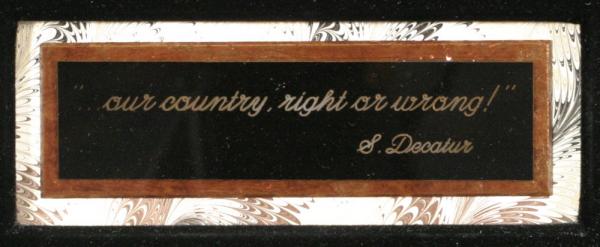 "...our country, right or wrong!"
S. Decatur